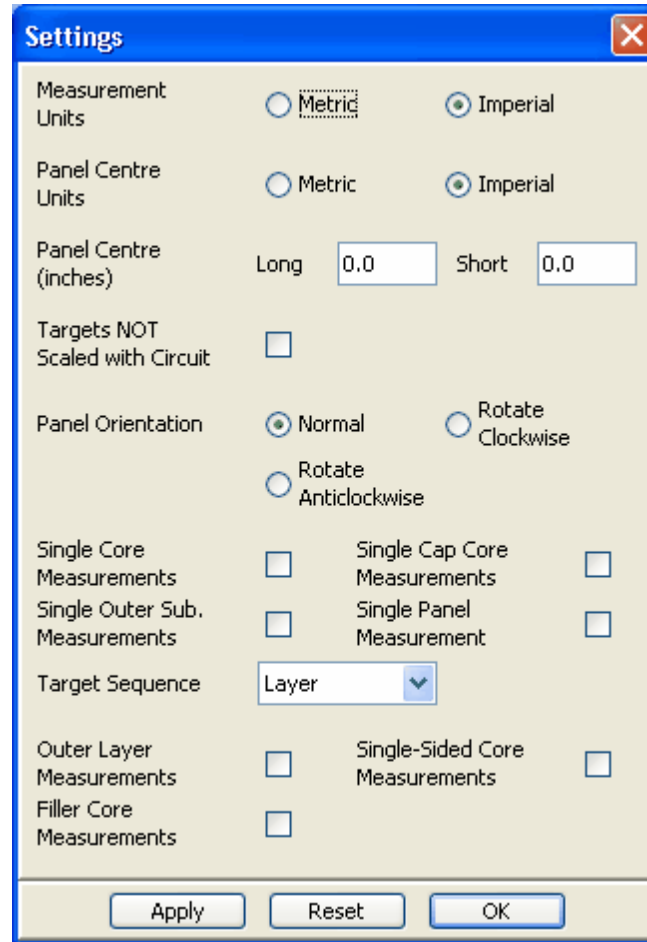 Settings
Measurement
Units
Metric
Imperial
Panel Centre
Units
Metric
Imperial
Panel Centre
(inches)
Long
0.0
Short
0.0
Targets NOT
Scaled with Circuit
Panel Orientation
Normal
Rotate
Clockwise
Rotate
Anticlockwise
Single Core
Measurements
Single Cap Core
Measurements
Single Outer Sub.
Measurements
Single Panel
Measurement
Target Sequence
Layer
Outer Layer
Measurements
Single-Sided Core
Measurements
Filler Core
Measurements
Apply
Reset
OK